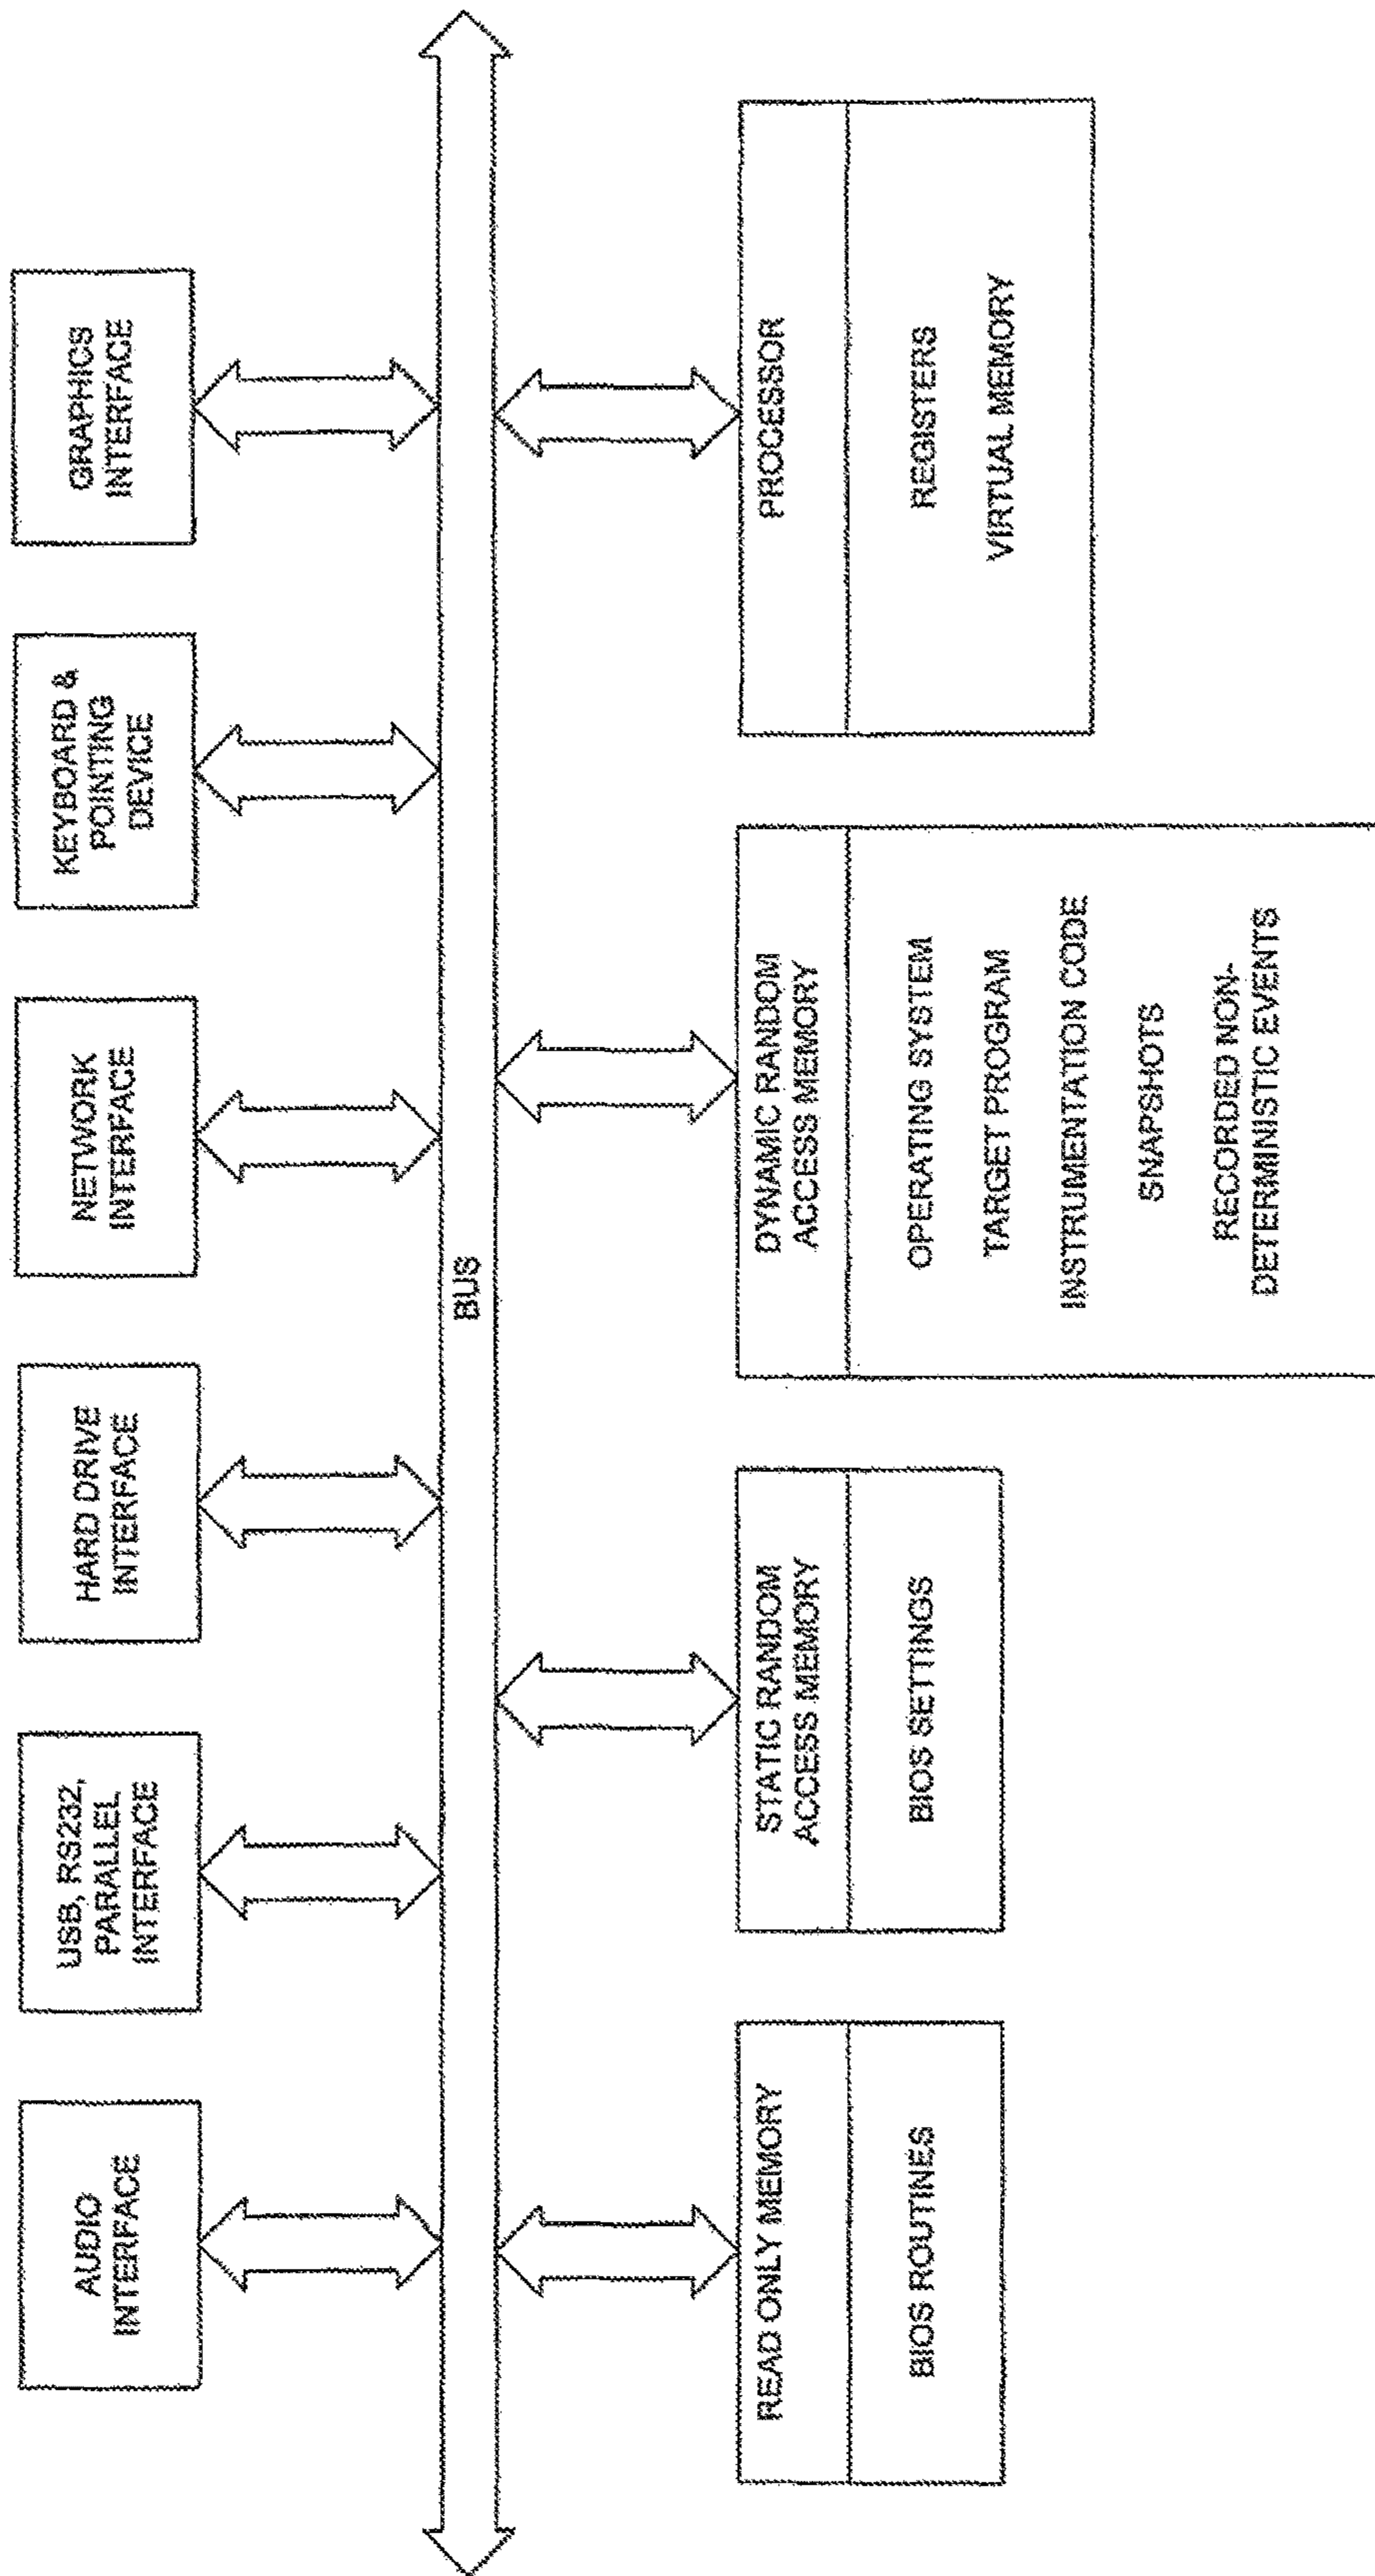 AUDIO
INTERFACE
USB, RS232,
PARALLEL
INTERFACE
HARD DRIVE
INTERFACE
NETWORK
INTERFACE
KEYBOARD &
POINTING
DEVICE
GRAPHICS
INTERFACE
BUS
READ ONLY MEMORY
BIOS ROUTINES
STATIC RANDOM
ACCESS MEMORY
BIOS SETTINGS
DYNAMIC RANDOM
ACCESS MEMORY
OPERATING SYSTEM
TARGET PROGRAM
INSTRUMENTATION CODE
SNAPSHOTS
RECORDED NON-
DETERMINISTIC EVENTS
PROCESSOR
REGISTERS
VIRTUAL MEMORY